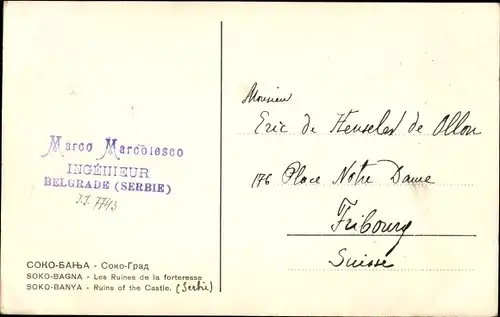 Marco Marcolesco
INGÉNIEUR
BELGRADE (SERBIE)
J.I. 7743
СОКО-БАЊА - Соко-Град
SOKO-BAGNA - Les Ruines de la forteresse
SOKO-BANYA - Ruins of the Castle. (Serbie)
Monsieur
Eric de Henseler de Ollon
176 Place Notre Dame
Fribourg
Suisse